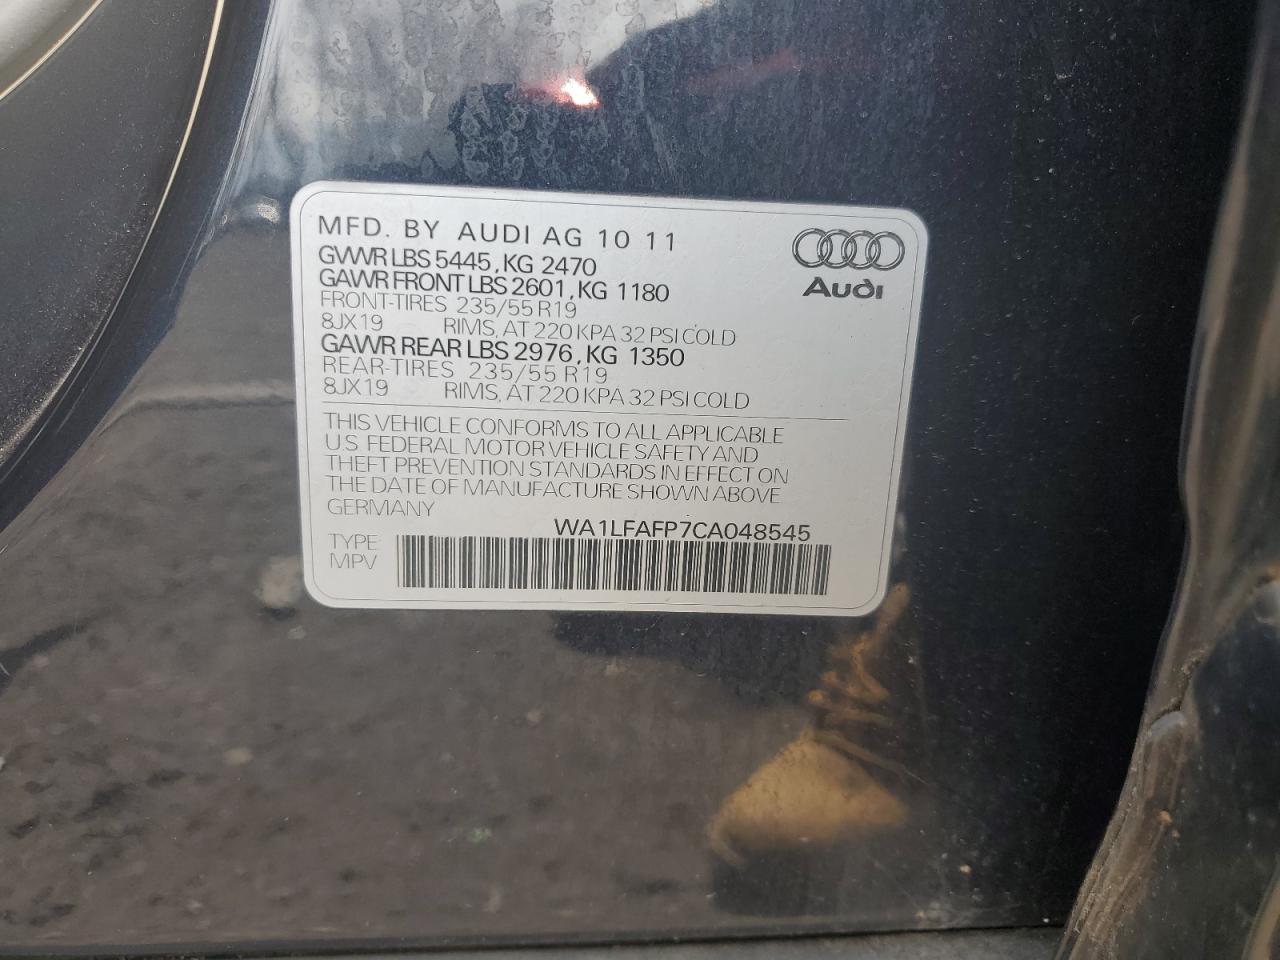 MFD. BY AUDI AG 10 11
GVWR LBS 5445, KG 2470
GAWR FRONT LBS 2601, KG 1180
FRONT-TIRES 235/55 R19
8JX19 RIMS, AT 220 KPA 32 PSI COLD
GAWR REAR LBS 2976, KG 1350
REAR-TIRES 235/55 R19
8JX19 RIMS, AT 220 KPA 32 PSI COLD
Audi
THIS VEHICLE CONFORMS TO ALL APPLICABLE
U.S. FEDERAL MOTOR VEHICLE SAFETY AND
THEFT PREVENTION STANDARDS IN EFFECT ON
THE DATE OF MANUFACTURE SHOWN ABOVE
GERMANY
WA1LFAFP7CA048545
TYPE
MPV